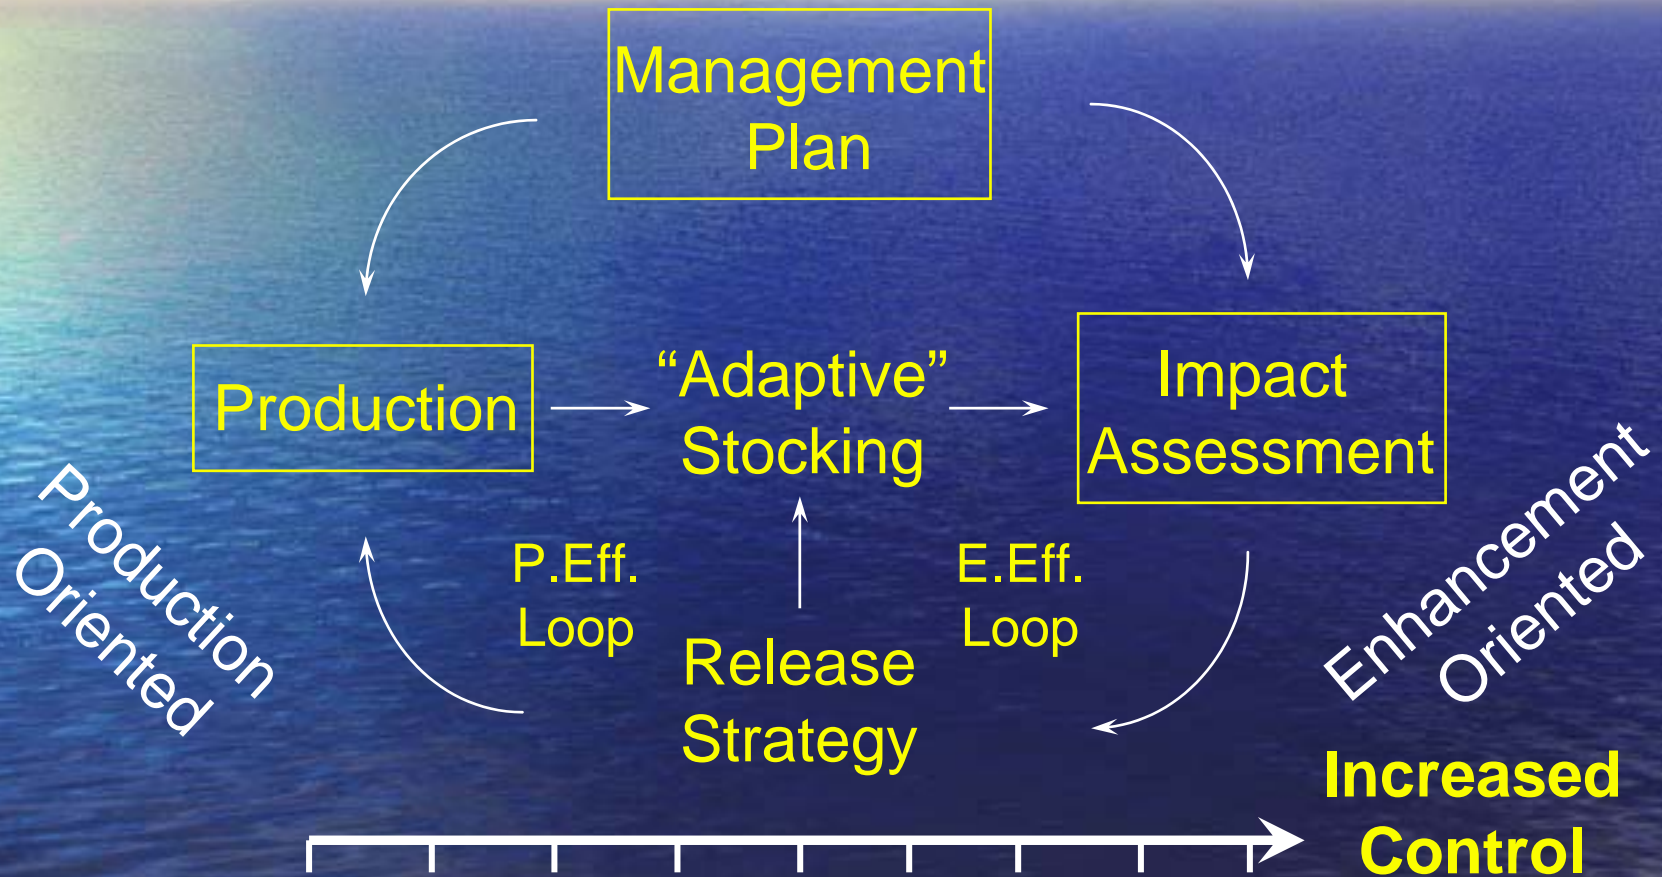 Management
Plan
Production
“Adaptive”
Stocking
Impact
Assessment
Production
Oriented
P.Eff.
Loop
E.Eff.
Loop
Enhancement
Oriented
Release
Strategy
Increased
Control